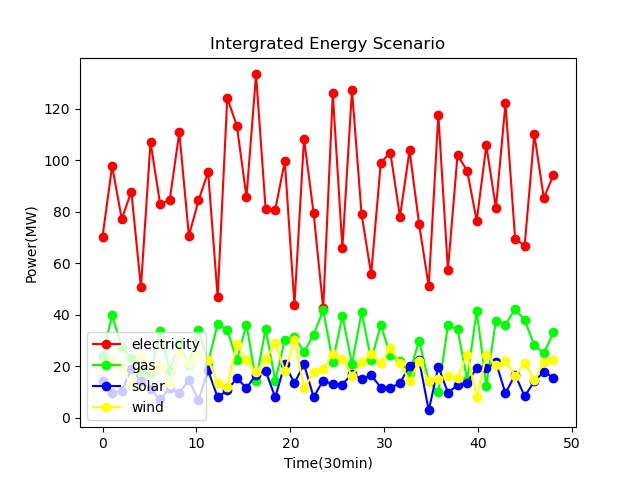 Intergrated Energy Scenario
Power(MW)
120
100
80
60
40
20
0
electricity
gas
solar
wind
0 10 20 30 40 50
Time(30min)